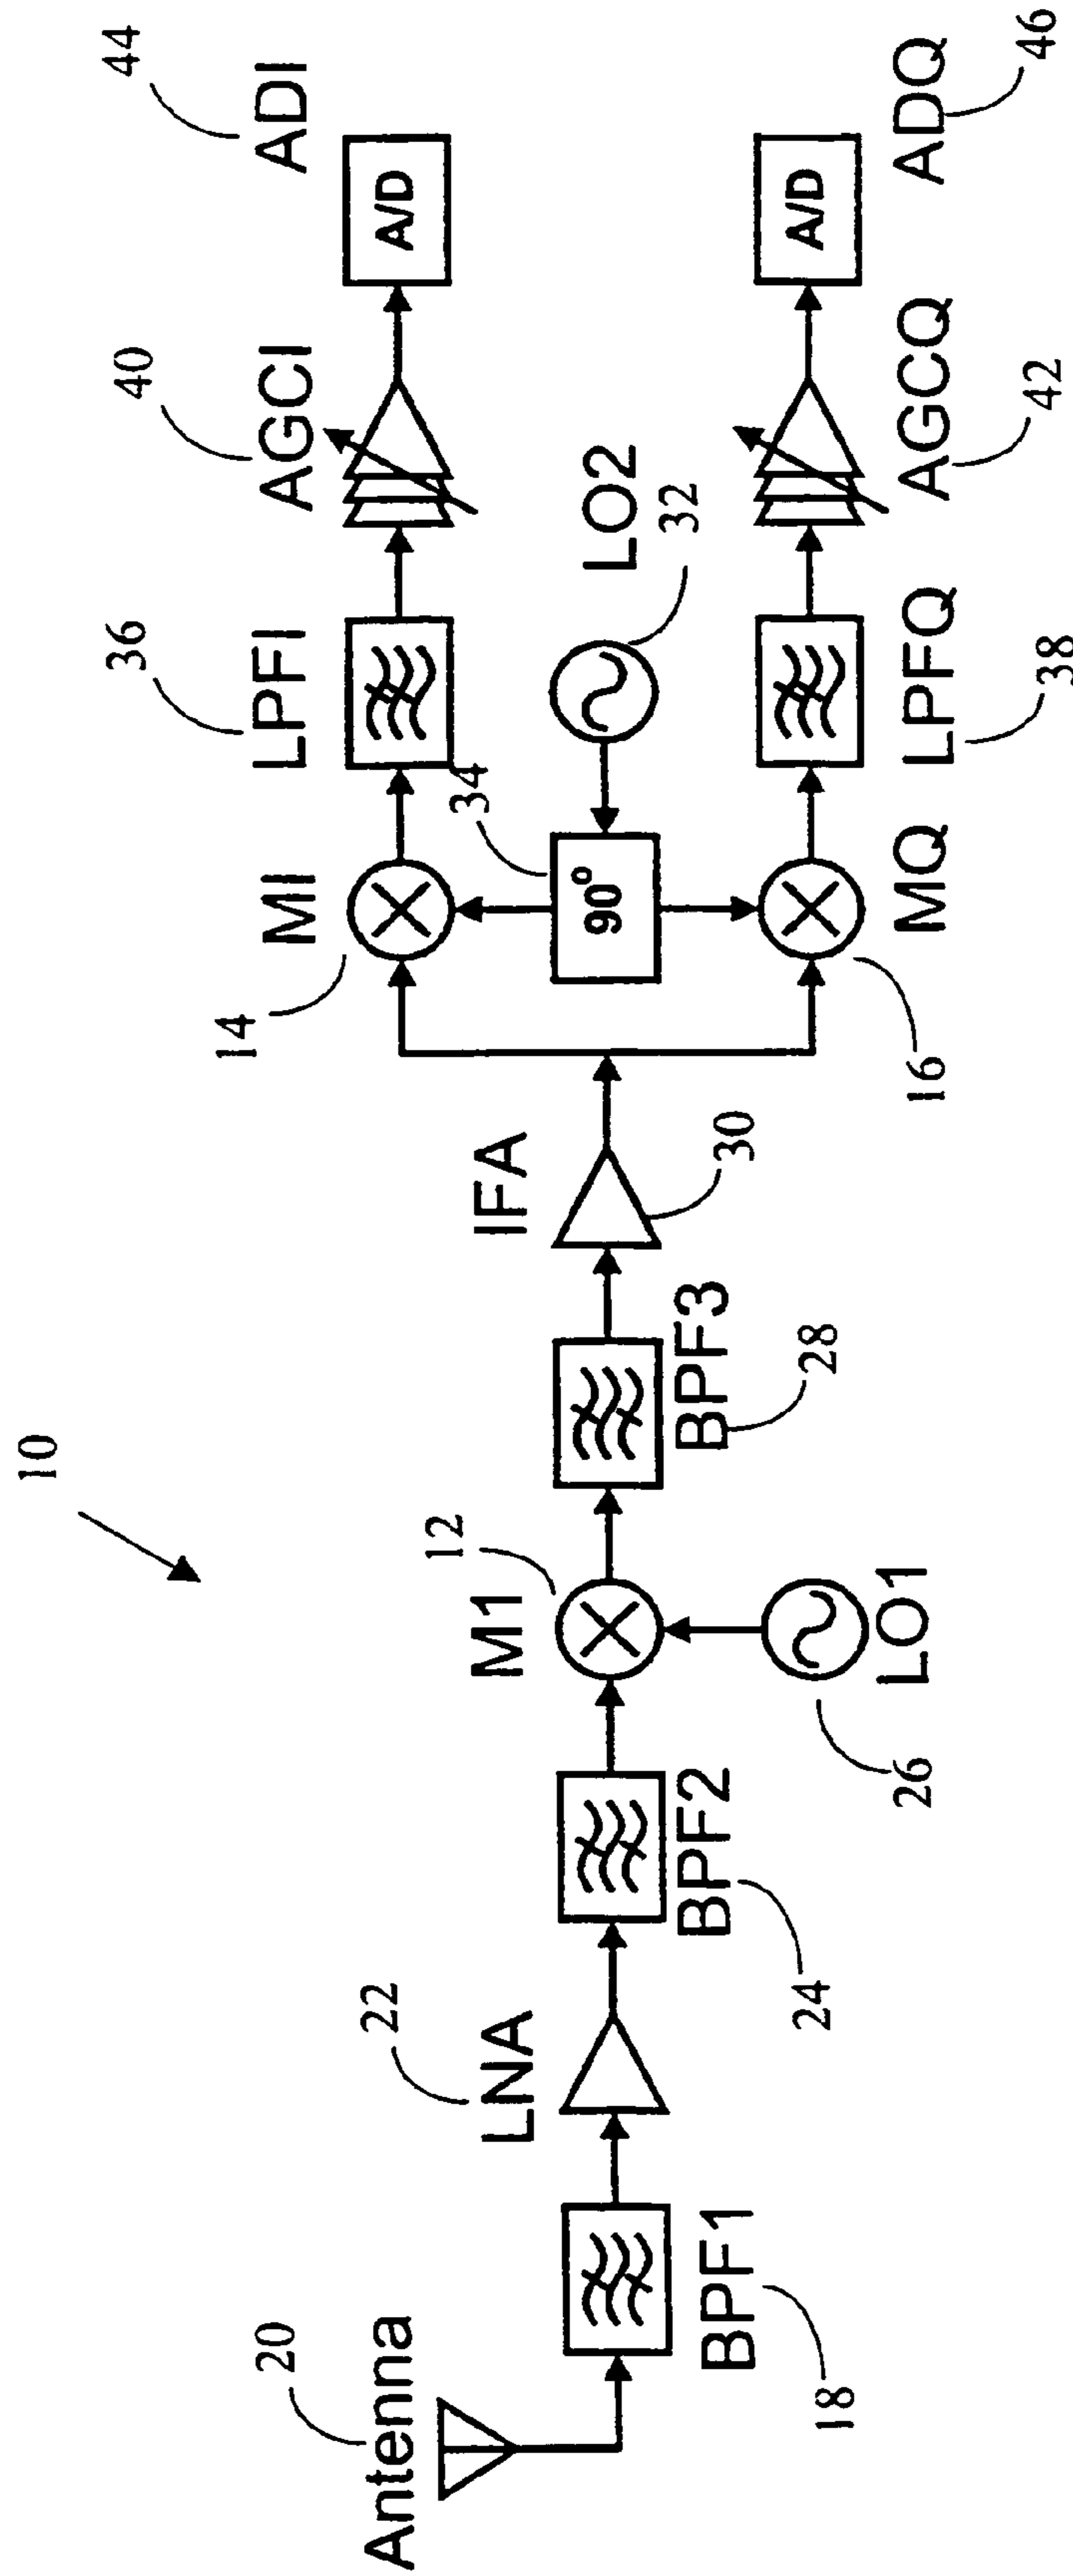 10
Antenna
20
BPF1
18
LNA
22
BPF2
24
M1
12
LO1
26
BPF3
28
IFA
30
MI
14
90°
34
LO2
32
MQ
16
LPFI
36
LPFQ
38
AGCI
40
AGCQ
42
ADI
44
A/D
ADQ
46
A/D